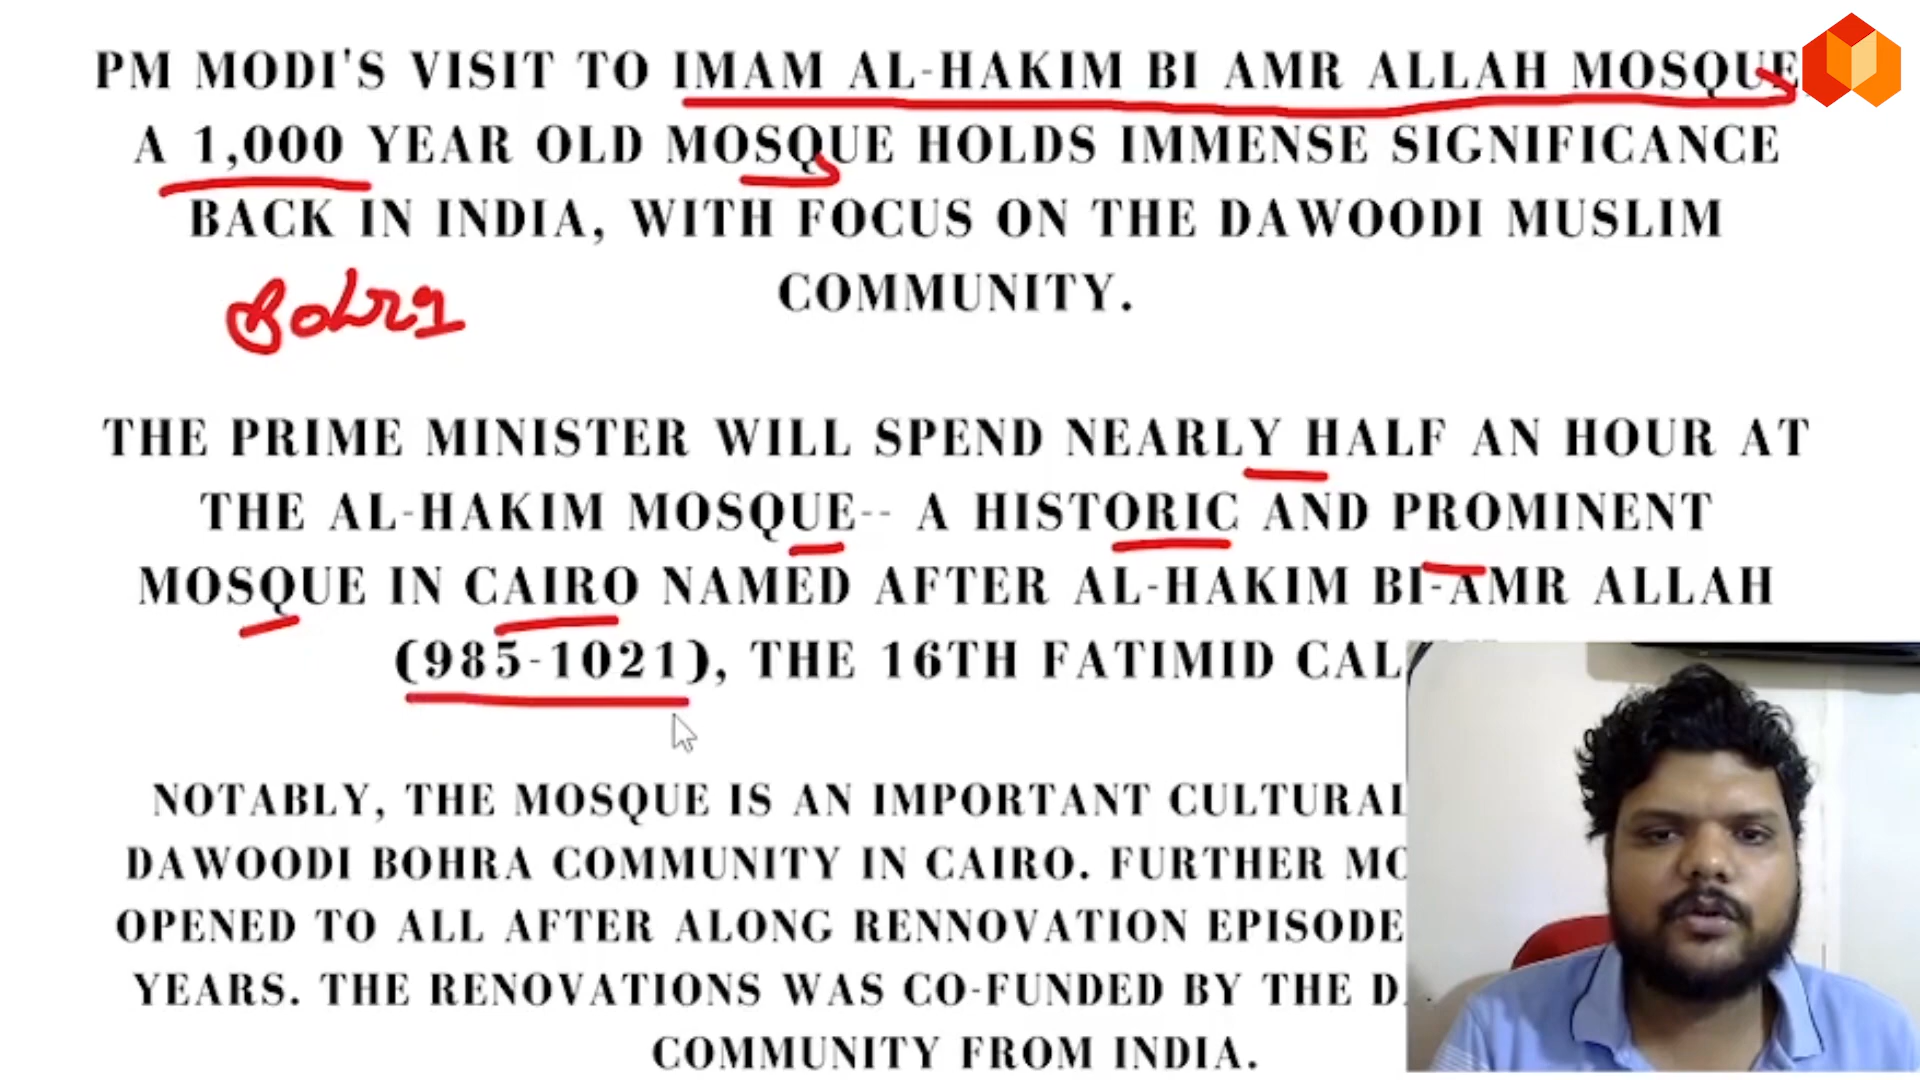 PM MODI'S VISIT TO IMAM AL-HAKIM BI AMR ALLAH MOSQUE
A 1,000 YEAR OLD MOSQUE HOLDS IMMENSE SIGNIFICANCE
BACK IN INDIA, WITH FOCUS ON THE DAWOODI MUSLIM
COMMUNITY.
Bohra
THE PRIME MINISTER WILL SPEND NEARLY HALF AN HOUR AT
THE AL-HAKIM MOSQUE-- A HISTORIC AND PROMINENT
MOSQUE IN CAIRO NAMED AFTER AL-HAKIM BI-AMR ALLAH
(985-1021), THE 16TH FATIMID
NOTABLY, THE MOSQUE IS AN IMPORTANT CULTURAL
DAWOODI BOHRA COMMUNITY IN CAIRO. FURTHER
OPENED TO ALL AFTER ALONG RENNOVATION EPISODE
YEARS. THE RENOVATIONS WAS CO-FUNDED BY THE
COMMUNITY FROM INDIA.